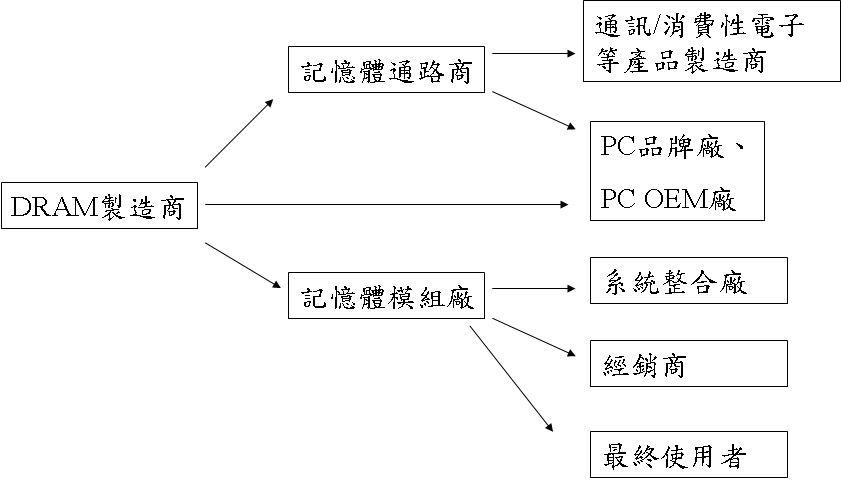 通訊/消費性電子
等產品製造商
記憶體通路商
PC品牌廠、
PC OEM廠
DRAM製造商
記憶體模組廠
系統整合廠
經銷商
最終使用者